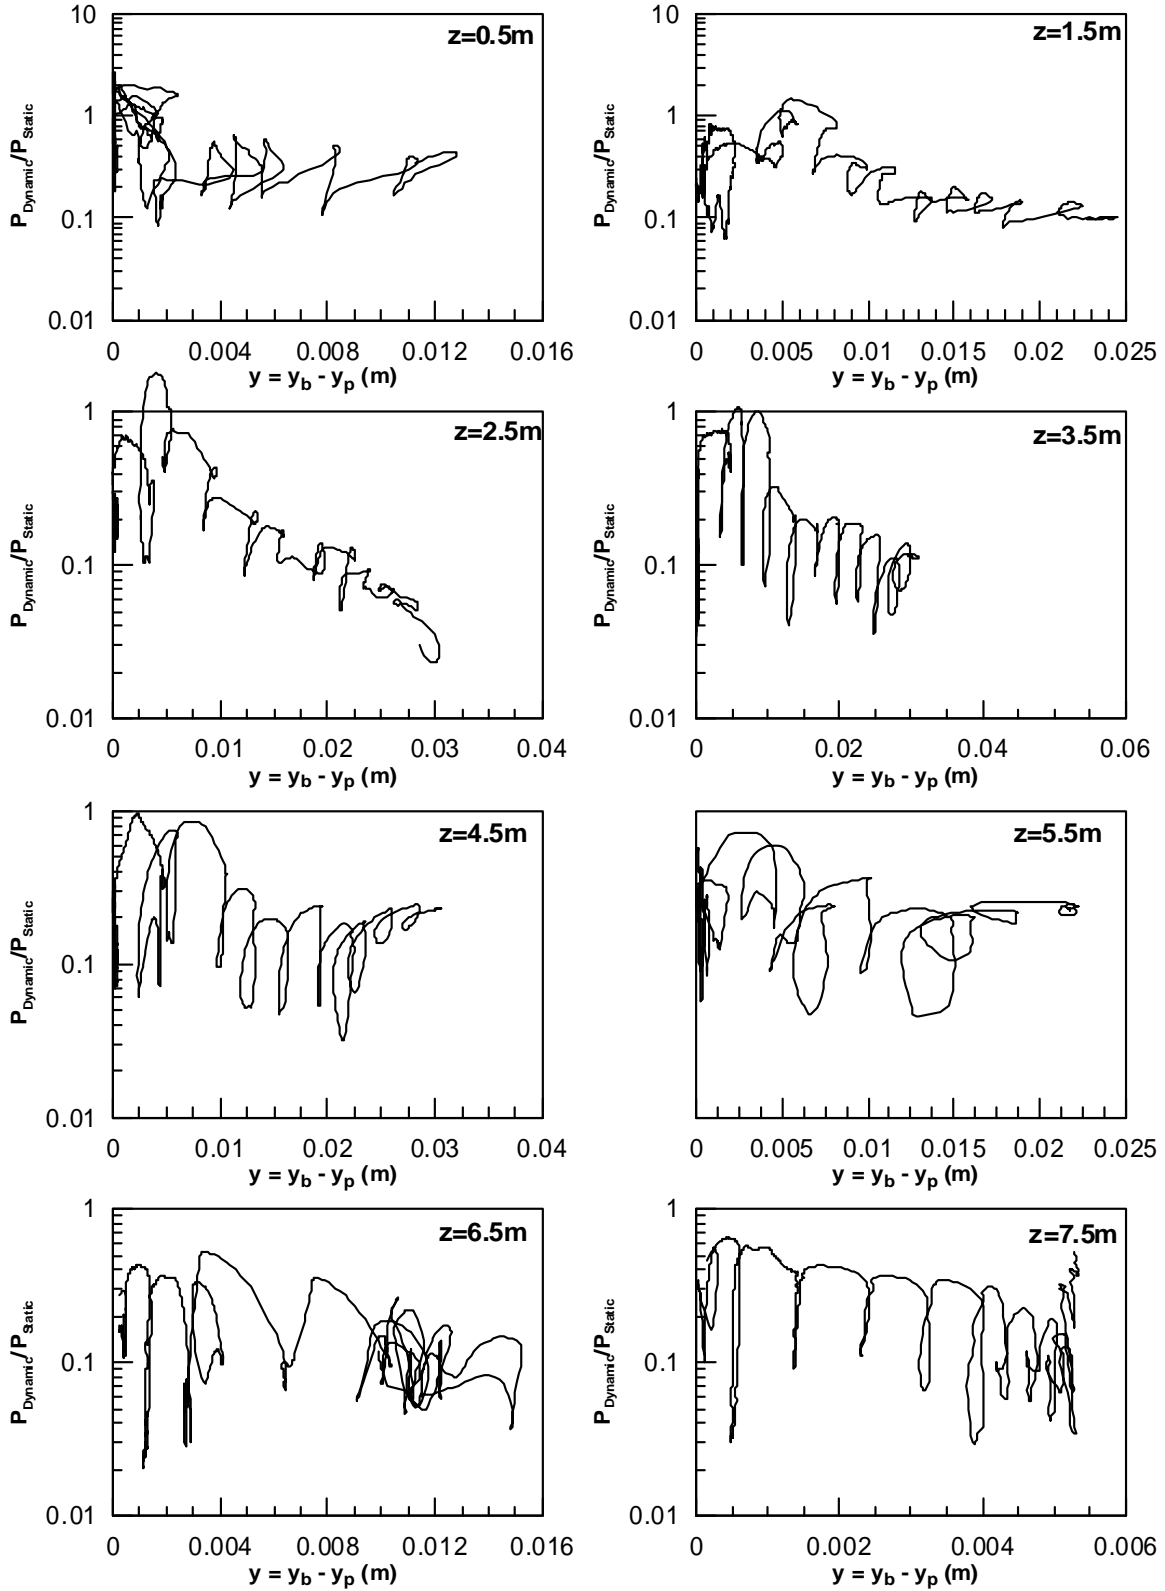 10
1
0.1
0.01
P_Dynamic/P_Static
z=0.5m
0 0.004 0.008 0.012 0.016
y = y_b - y_p (m)
10
1
0.1
0.01
P_Dynamic/P_Static
z=1.5m
0 0.005 0.01 0.015 0.02 0.025
y = y_b - y_p (m)
1
0.1
0.01
P_Dynamic/P_Static
z=2.5m
0 0.01 0.02 0.03 0.04
y = y_b - y_p (m)
1
0.1
0.01
P_Dynamic/P_Static
z=3.5m
0 0.02 0.04 0.06
y = y_b - y_p (m)
1
0.1
0.01
P_Dynamic/P_Static
z=4.5m
0 0.01 0.02 0.03 0.04
y = y_b - y_p (m)
z=5.5m
0 0.005 0.01 0.015 0.02 0.025
y = y_b - y_p (m)
1
0.1
0.01
P_Dynamic/P_Static
z=6.5m
0 0.004 0.008 0.012 0.016
y = y_b - y_p (m)
1
0.1
0.01
P_Dynamic/P_Static
z=7.5m
0 0.002 0.004 0.006
y = y_b - y_p (m)